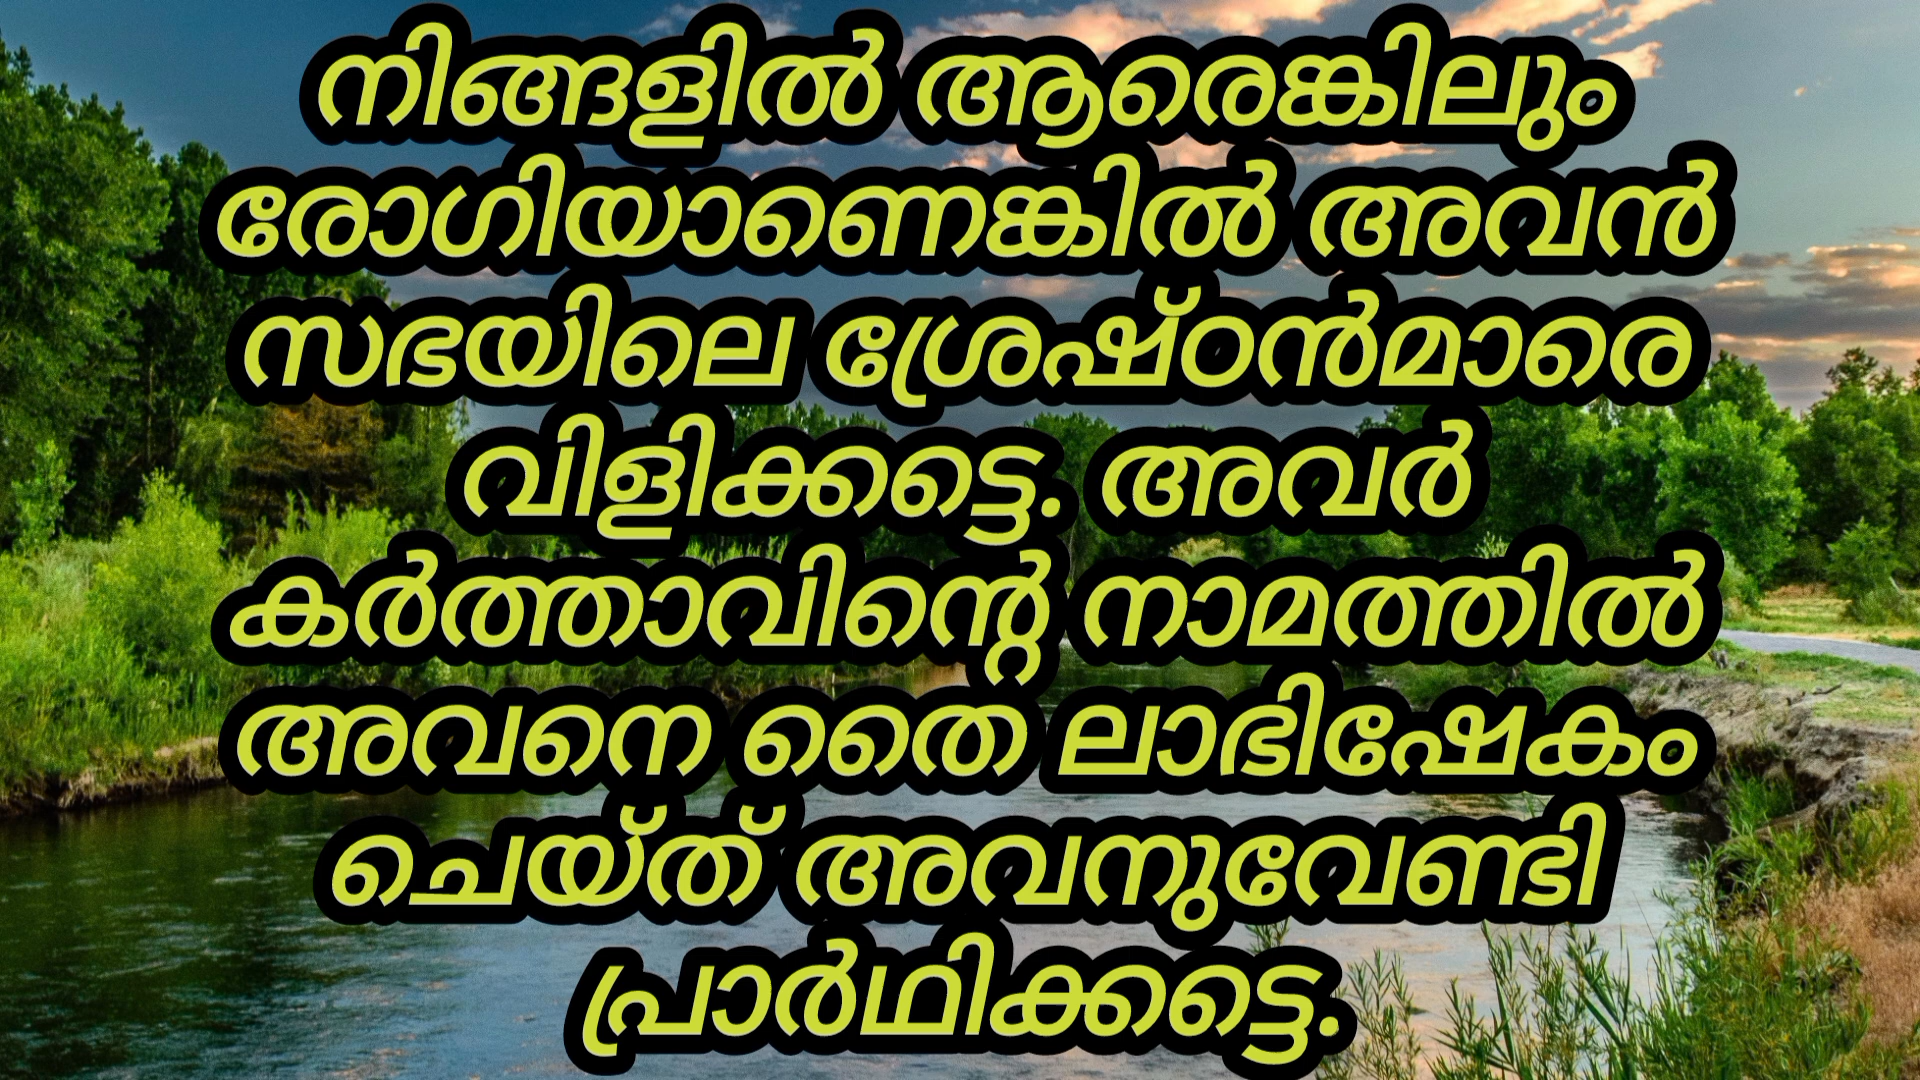 നിങ്ങളിൽ ആരെങ്കിലും
രോഗിയാണെങ്കിൽ അവൻ
സഭയിലെ ശ്രേഷ്ഠൻമാരെ
വിളിക്കട്ടെ. അവർ
കർത്താവിന്റെ നാമത്തിൽ
അവനെ തൈ ലാഭിഷേകം
ചെയ്ത് അവനുവേണ്ടി
പ്രാർഥിക്കട്ടെ.